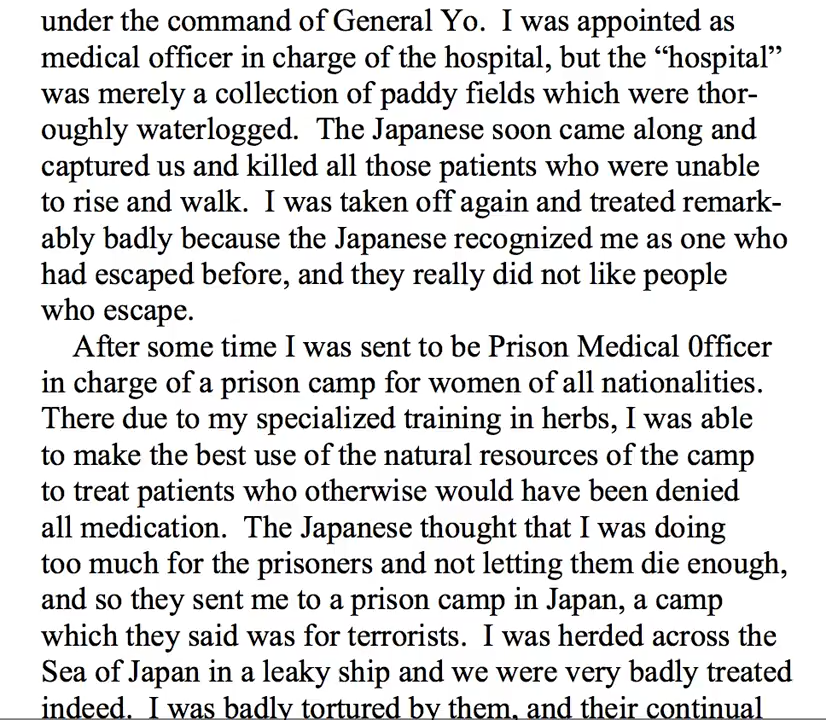 under the command of General Yo.  I was appointed as
medical officer in charge of the hospital, but the “hospital”
was merely a collection of paddy fields which were thor-
oughly waterlogged.  The Japanese soon came along and
captured us and killed all those patients who were unable
to rise and walk.  I was taken off again and treated remark-
ably badly because the Japanese recognized me as one who
had escaped before, and they really did not like people
who escape.
After some time I was sent to be Prison Medical 0fficer
in charge of a prison camp for women of all nationalities.
There due to my specialized training in herbs, I was able
to make the best use of the natural resources of the camp
to treat patients who otherwise would have been denied
all medication.  The Japanese thought that I was doing
too much for the prisoners and not letting them die enough,
and so they sent me to a prison camp in Japan, a camp
which they said was for terrorists.  I was herded across the
Sea of Japan in a leaky ship and we were very badly treated
indeed.  I was badly tortured by them, and their continual